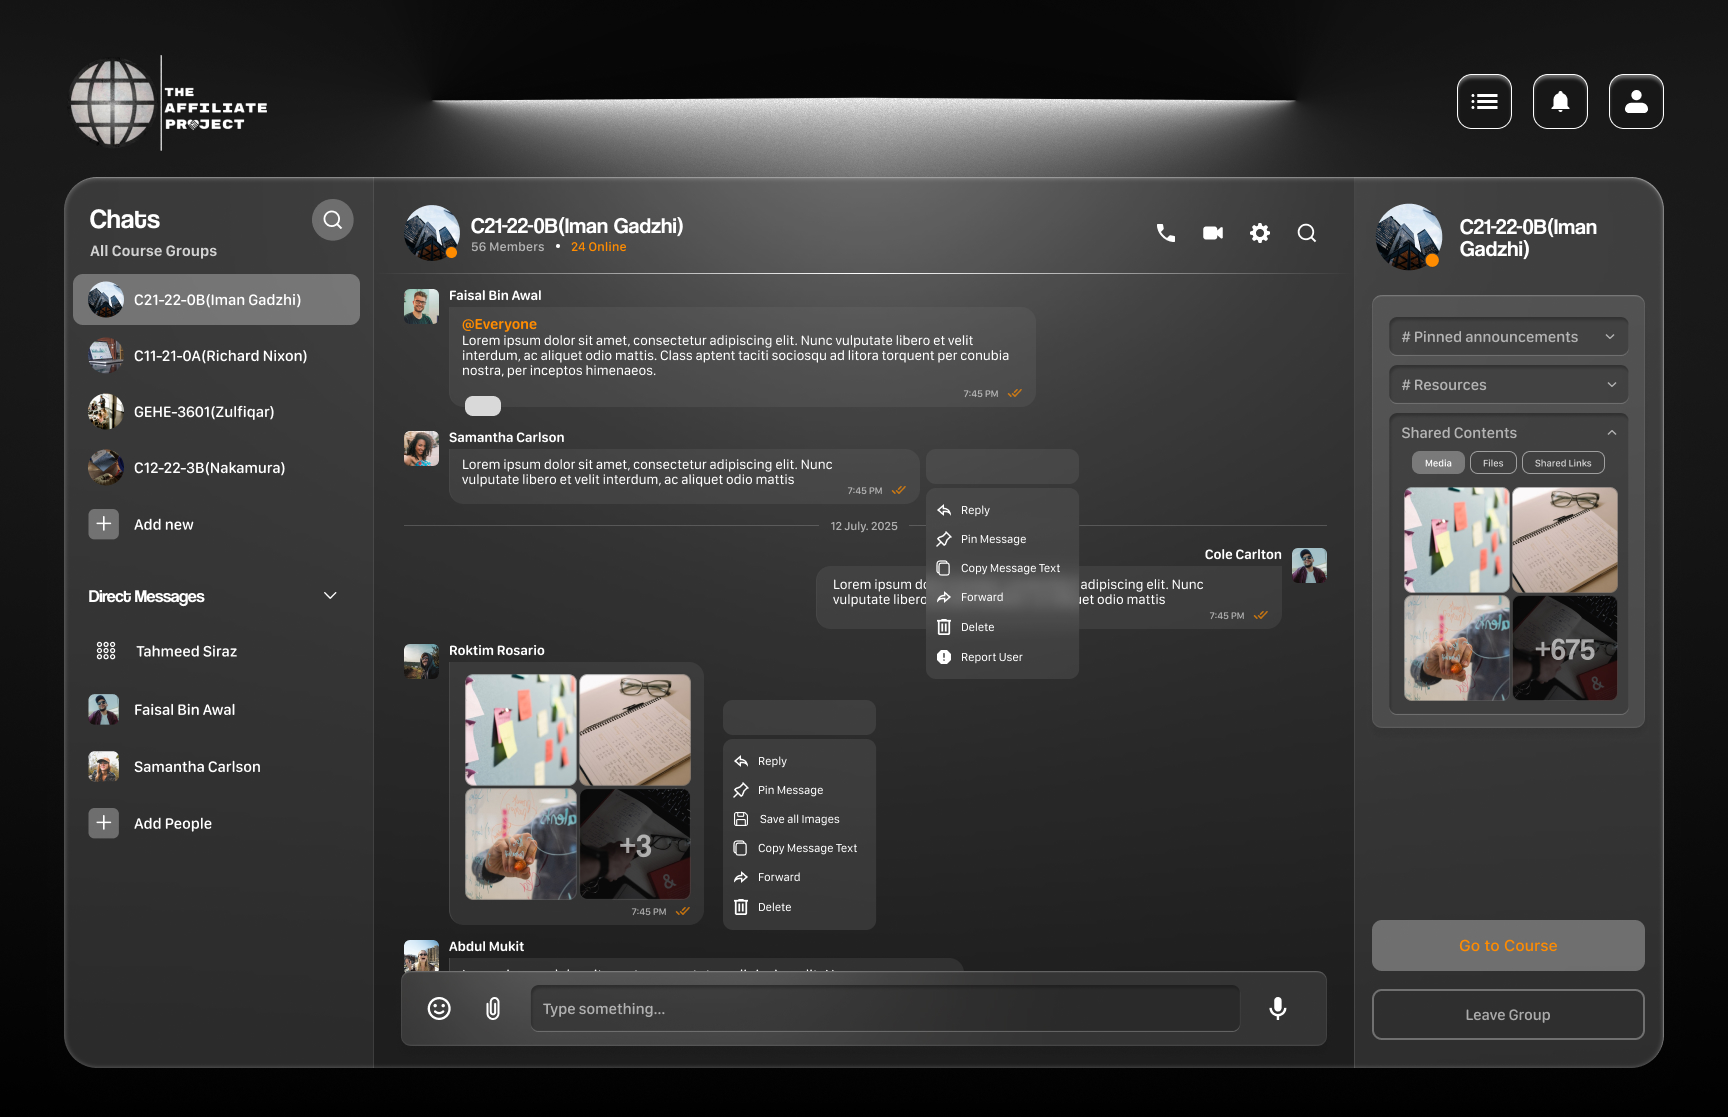 THE
AFFILIATE
PROJECT
Chats
All Course Groups
C21-22-0B(Iman Gadzhi)
C11-21-0A(Richard Nixon)
GEHE-3601(Zulfiqar)
C12-22-3B(Nakamura)
Add new
Direct Messages
Tahmeed Siraz
Faisal Bin Awal
Samantha Carlson
Add People
C21-22-0B(Iman Gadzhi)
56 Members • 24 Online
Faisal Bin Awal
@Everyone
Lorem ipsum dolor sit amet, consectetur adipiscing elit. Nunc vulputate libero et velit
interdum, ac aliquet odio mattis. Class aptent taciti sociosqu ad litora torquent per conubia
nostra, per inceptos himenaeos.
7:45 PM
Samantha Carlson
Lorem ipsum dolor sit amet, consectetur adipiscing elit. Nunc
vulputate libero et velit interdum, ac aliquet odio mattis
7:45 PM
12 July, 2025
Reply
Pin Message
Copy Message Text
Forward
Delete
Report User
Cole Carlton
Lorem ipsum do adipiscing elit. Nunc
vulputate libero uet odio mattis
7:45 PM
Roktim Rosario
+3
&
7:45 PM
Reply
Pin Message
Save all Images
Copy Message Text
Forward
Delete
Abdul Mukit
Type something...
C21-22-0B(Iman
Gadzhi)
# Pinned announcements
# Resources
Shared Contents
Media Files Shared Links
+675
&
Go to Course
Leave Group